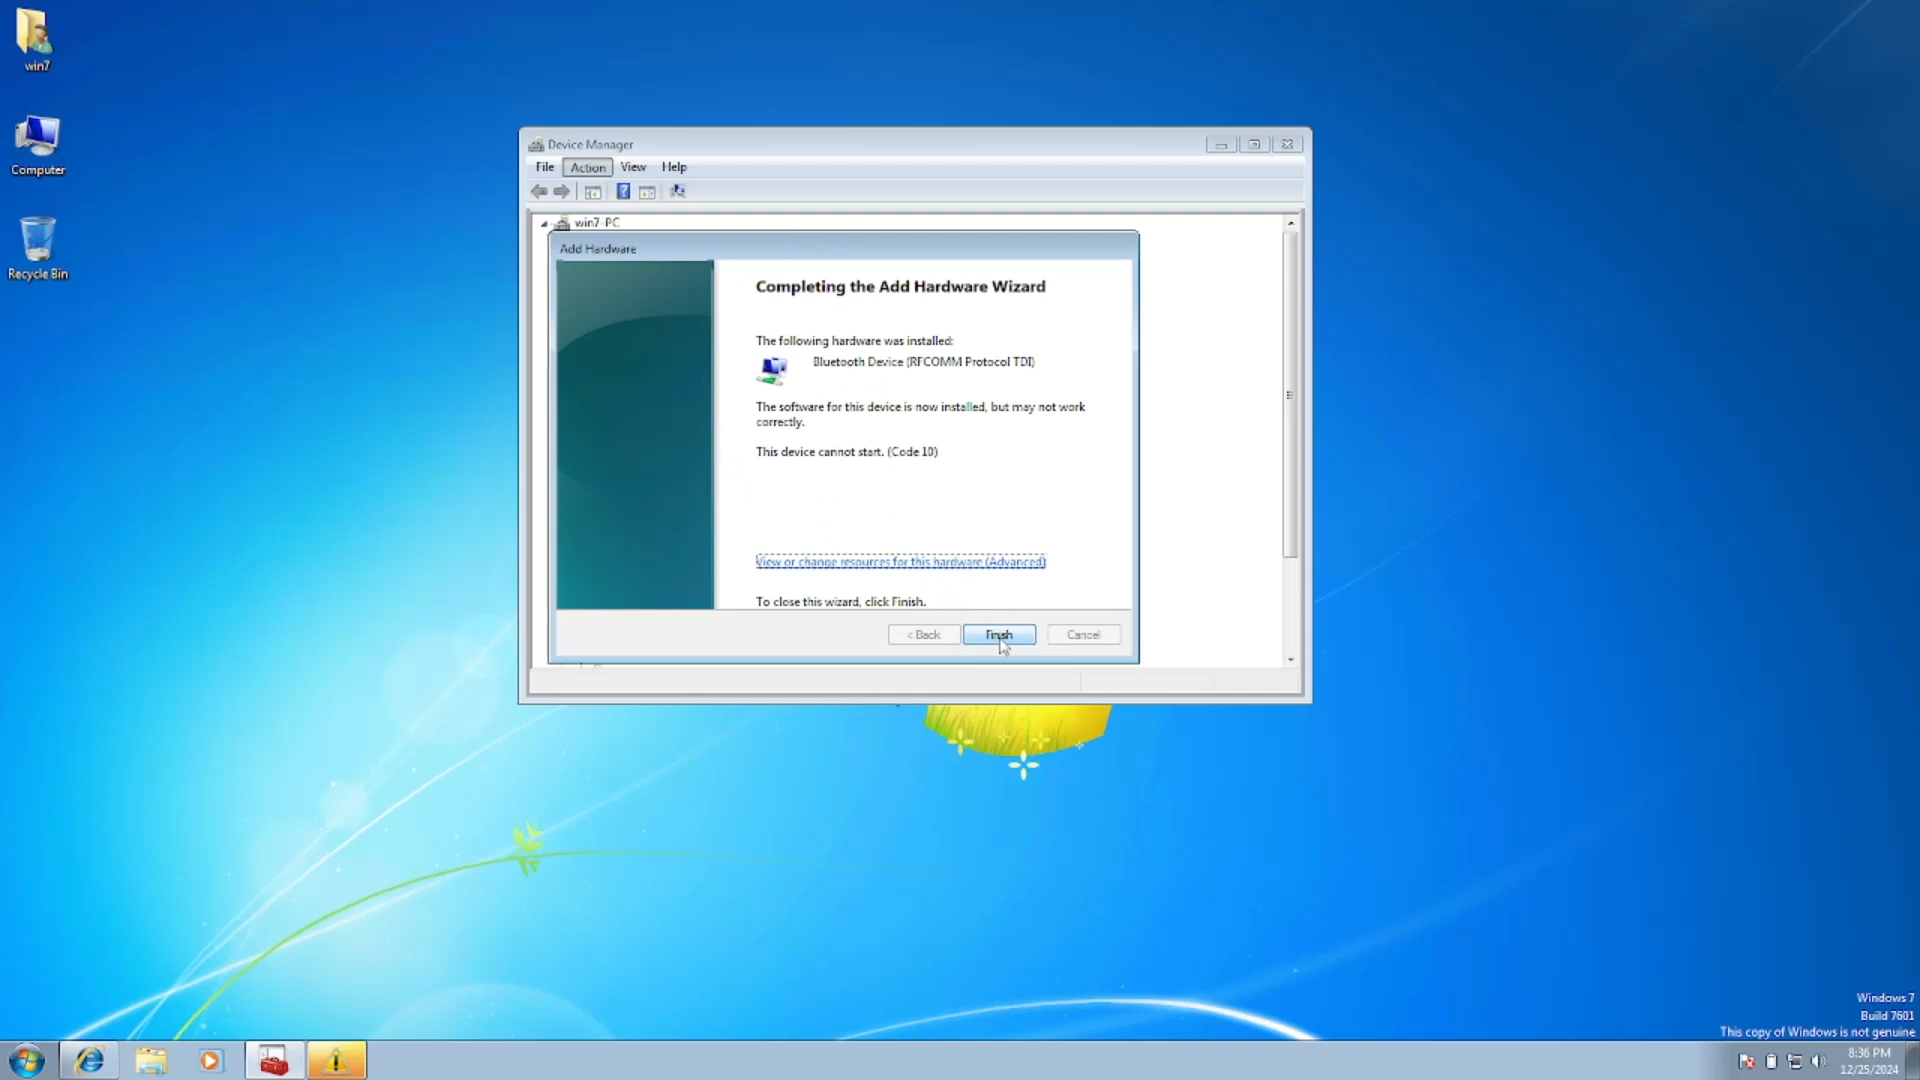 win7
Computer
Recycle Bin
Device Manager
File Action View Help
win7-PC
Add Hardware
Completing the Add Hardware Wizard
The following hardware was installed:
Bluetooth Device (RFCOMM Protocol TDI)
The software for this device is now installed, but may not work
correctly.
This device cannot start. (Code 10)
View or change resources for this hardware (Advanced)
To close this wizard, click Finish.
< Back Finish Cancel
Windows 7
Build 7601
This copy of Windows is not genuine
8:36 PM
12/25/2024